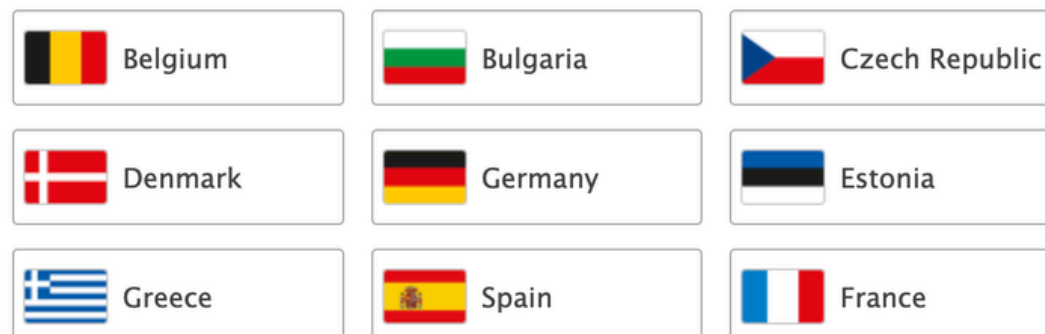 Belgium
Bulgaria
Czech Republic
Denmark
Germany
Estonia
Greece
Spain
France